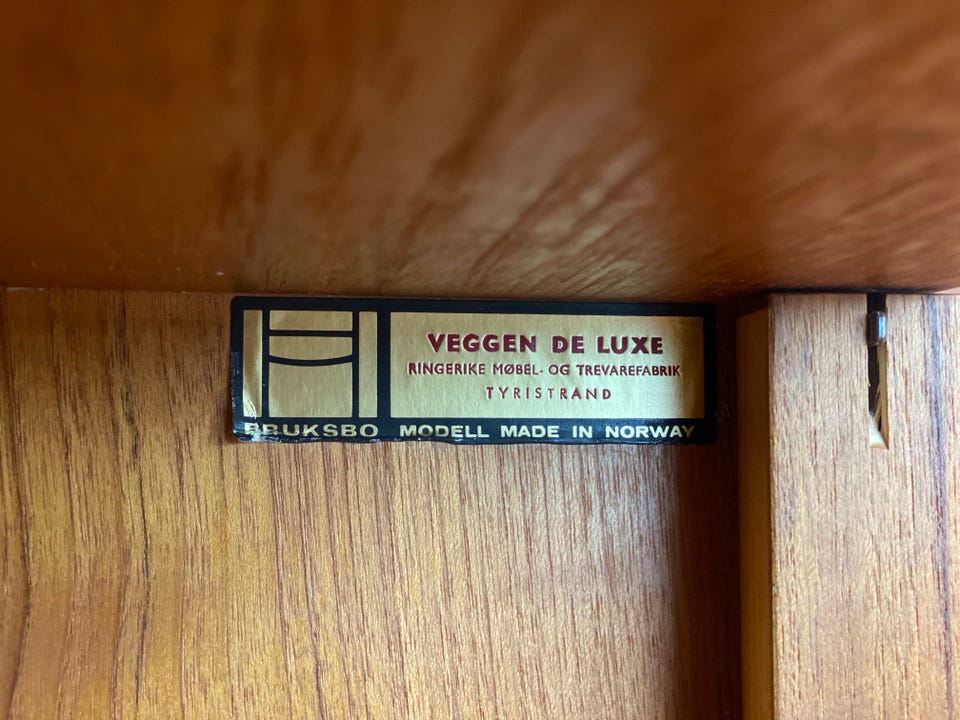 VEGGEN DE LUXE
RINGERIKE MØBEL- OG TREVAREFABRIK
TYRISTRAND
BRUKSBO MODELL MADE IN NORWAY